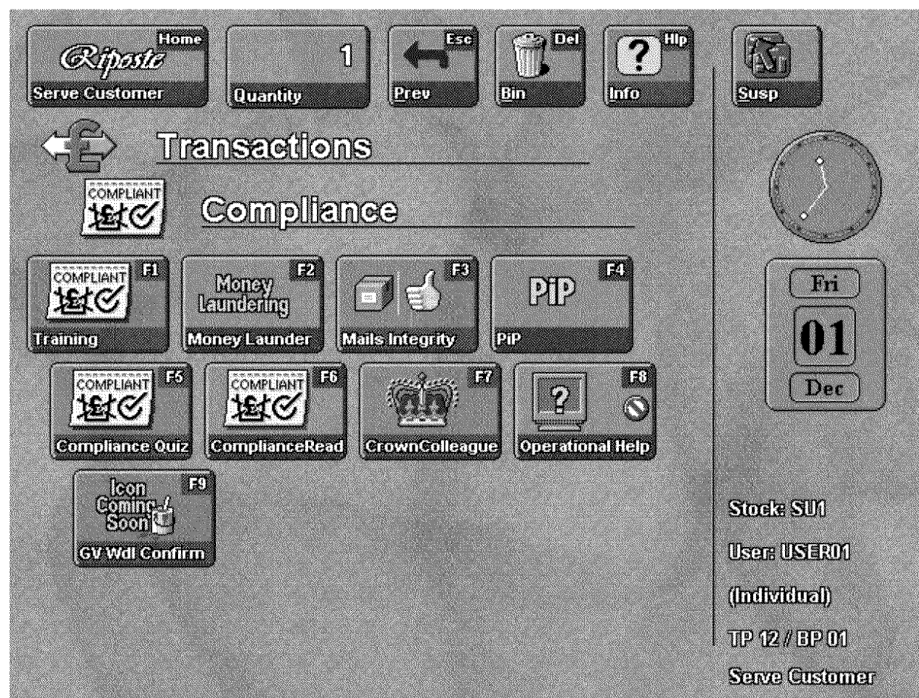 Home
Riposte
Serve Customer
1
Quantity
Esc
Prev
Del
Bin
Hlp
?
Info
Susp
Transactions
COMPLIANT
Compliance
F1
COMPLIANT
Training
F2
Money
Laundering
Money Launder
F3
Mails Integrity
F4
PiP
PiP
F5
COMPLIANT
Compliance Quiz
F6
COMPLIANT
ComplianceRead
F7
CrownColleague
F8
?
Operational Help
F9
Icon
Coming
Soon
GV Wdl Confirm
Fri
01
Dec
Stock: SU1
User: USER01
(Individual)
TP 12 / BP 01
Serve Customer